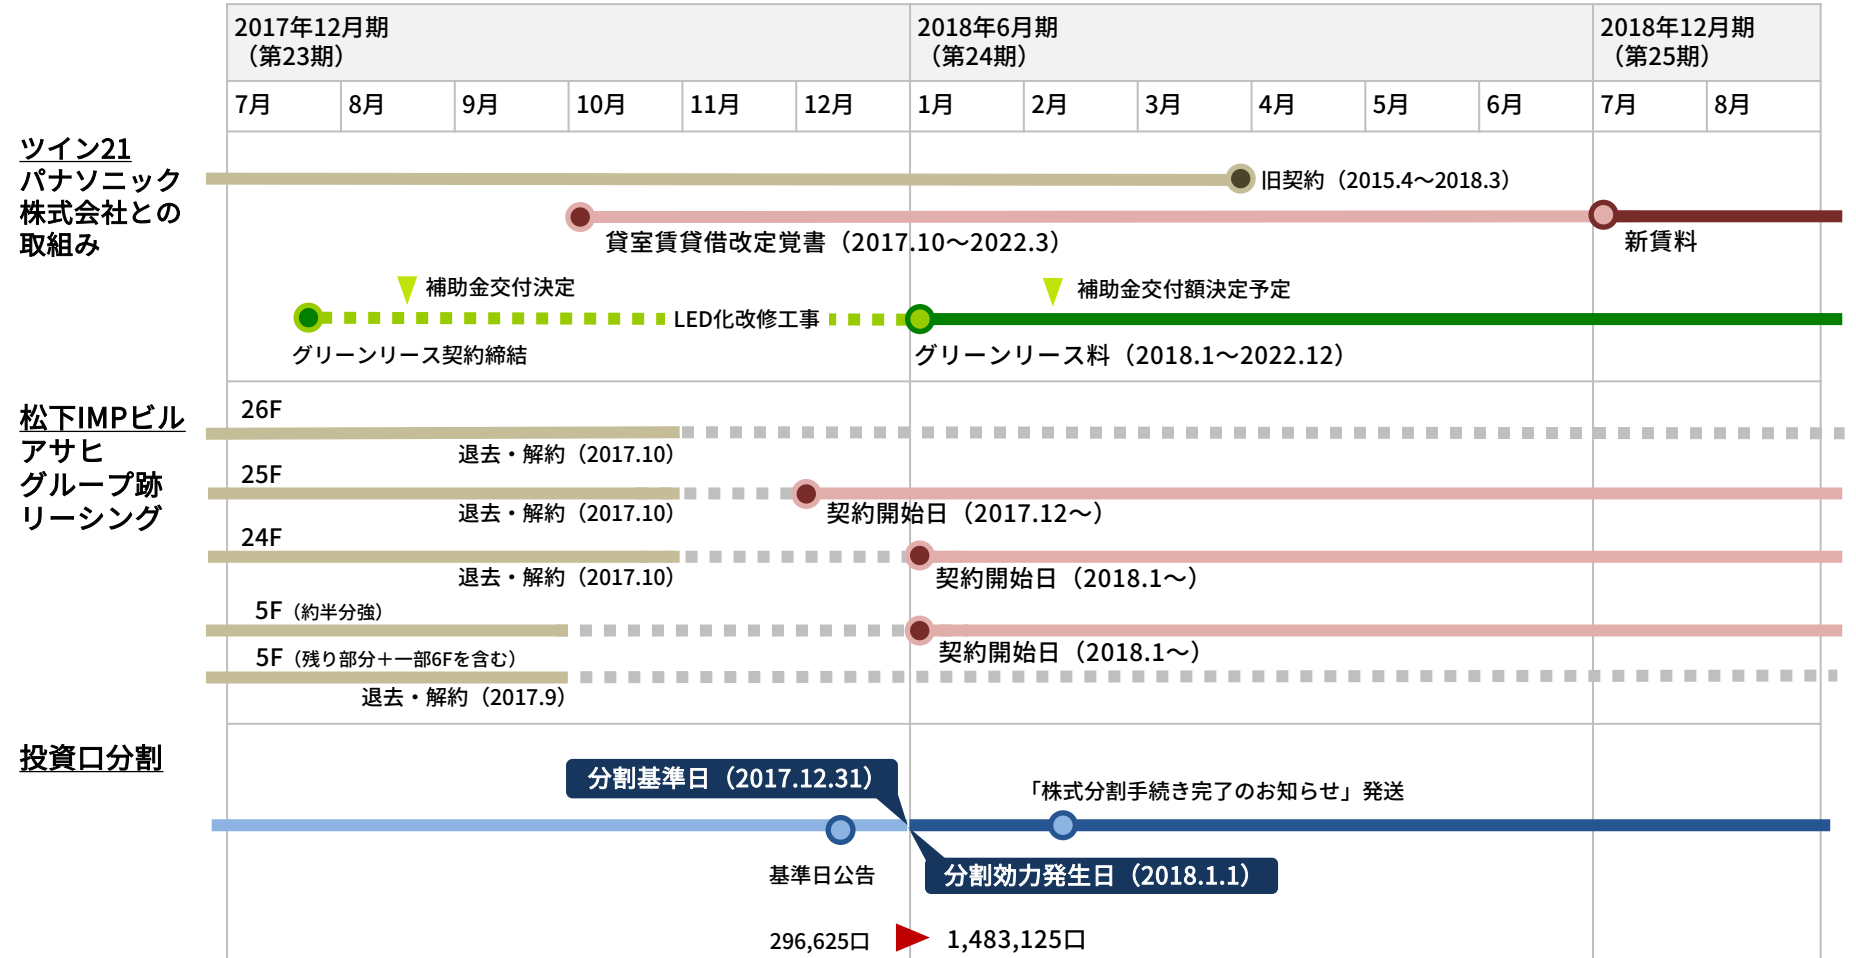 2017年12月期
（第23期）
2018年6月期
（第24期）
2018年12月期
（第25期）
7月
8月
9月
10月
11月
12月
1月
2月
3月
4月
5月
6月
7月
8月
ツイン21
パナソニック
株式会社との
取組み
旧契約（2015.4～2018.3）
貸室賃貸借改定覚書（2017.10～2022.3）
新賃料
補助金交付決定
補助金交付額決定予定
LED化改修工事
グリーンリース契約締結
グリーンリース料（2018.1～2022.12）
松下IMPビル
アサヒ
グループ跡
リーシング
26F
退去・解約（2017.10）
25F
退去・解約（2017.10）
契約開始日（2017.12～）
24F
退去・解約（2017.10）
契約開始日（2018.1～）
5F（約半分強）
契約開始日（2018.1～）
5F（残り部分＋一部6Fを含む）
退去・解約（2017.9）
投資口分割
分割基準日（2017.12.31）
「株式分割手続き完了のお知らせ」発送
基準日公告
分割効力発生日（2018.1.1）
296,625口
1,483,125口